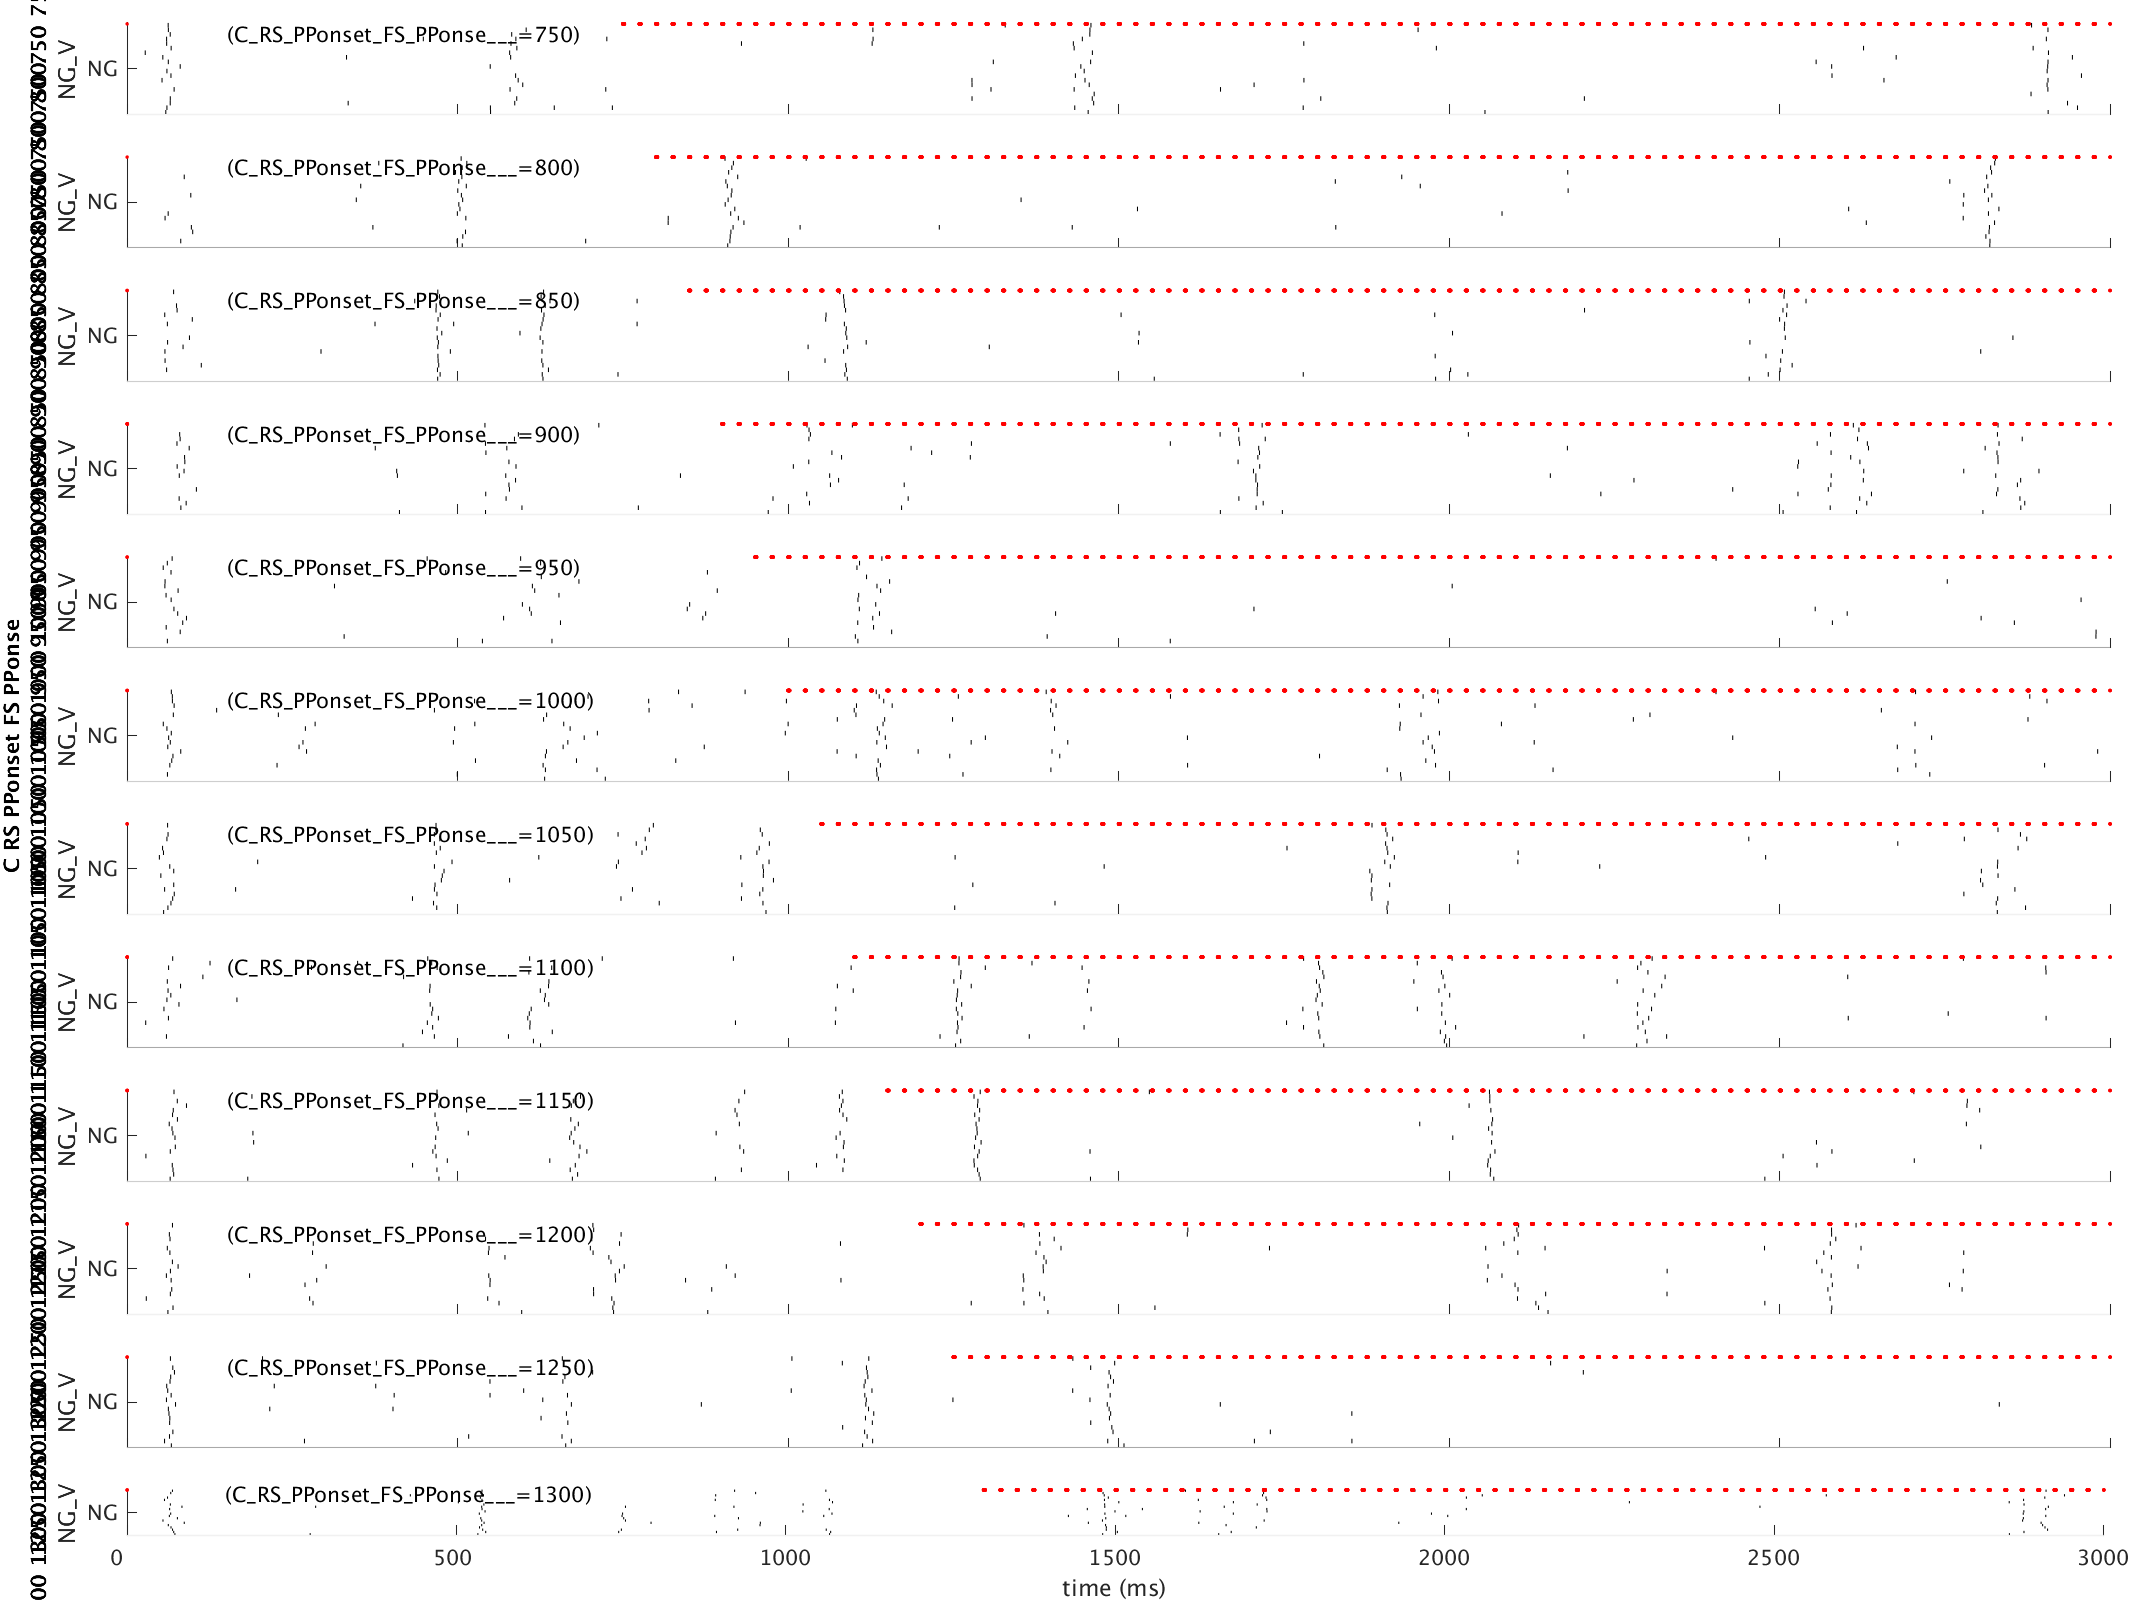 C RS PPonset FS PPonse
(C_RS_PPonset_FS_PPonse___=750)
NG_V
NG
(C_RS_PPonset_FS_PPonse___=800)
NG_V
NG
(C_RS_PPonset_FS_PPonse___=850)
NG_V
NG
(C_RS_PPonset_FS_PPonse___=900)
NG_V
NG
(C_RS_PPonset_FS_PPonse___=950)
NG_V
NG
(C_RS_PPonset_FS_PPonse___=1000)
NG_V
NG
(C_RS_PPonset_FS_PPonse___=1050)
NG_V
NG
(C_RS_PPonset_FS_PPonse___=1100)
NG_V
NG
(C_RS_PPonset_FS_PPonse___=1150)
NG_V
NG
(C_RS_PPonset_FS_PPonse___=1200)
NG_V
NG
(C_RS_PPonset_FS_PPonse___=1250)
NG_V
NG
(C_RS_PPonset_FS_PPonse___=1300)
NG_V
NG
0 500 1000 1500 2000 2500 3000
time (ms)